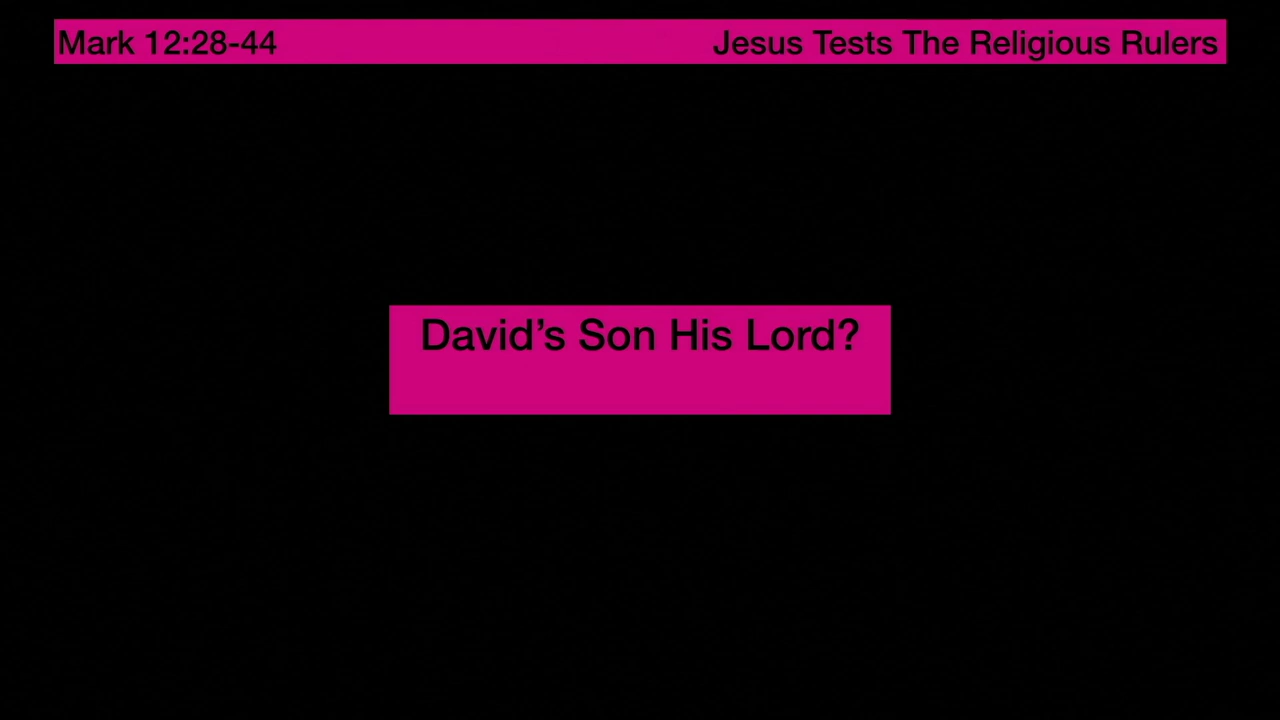 Mark 12:28-44 Jesus Tests The Religious Rulers
David’s Son His Lord?